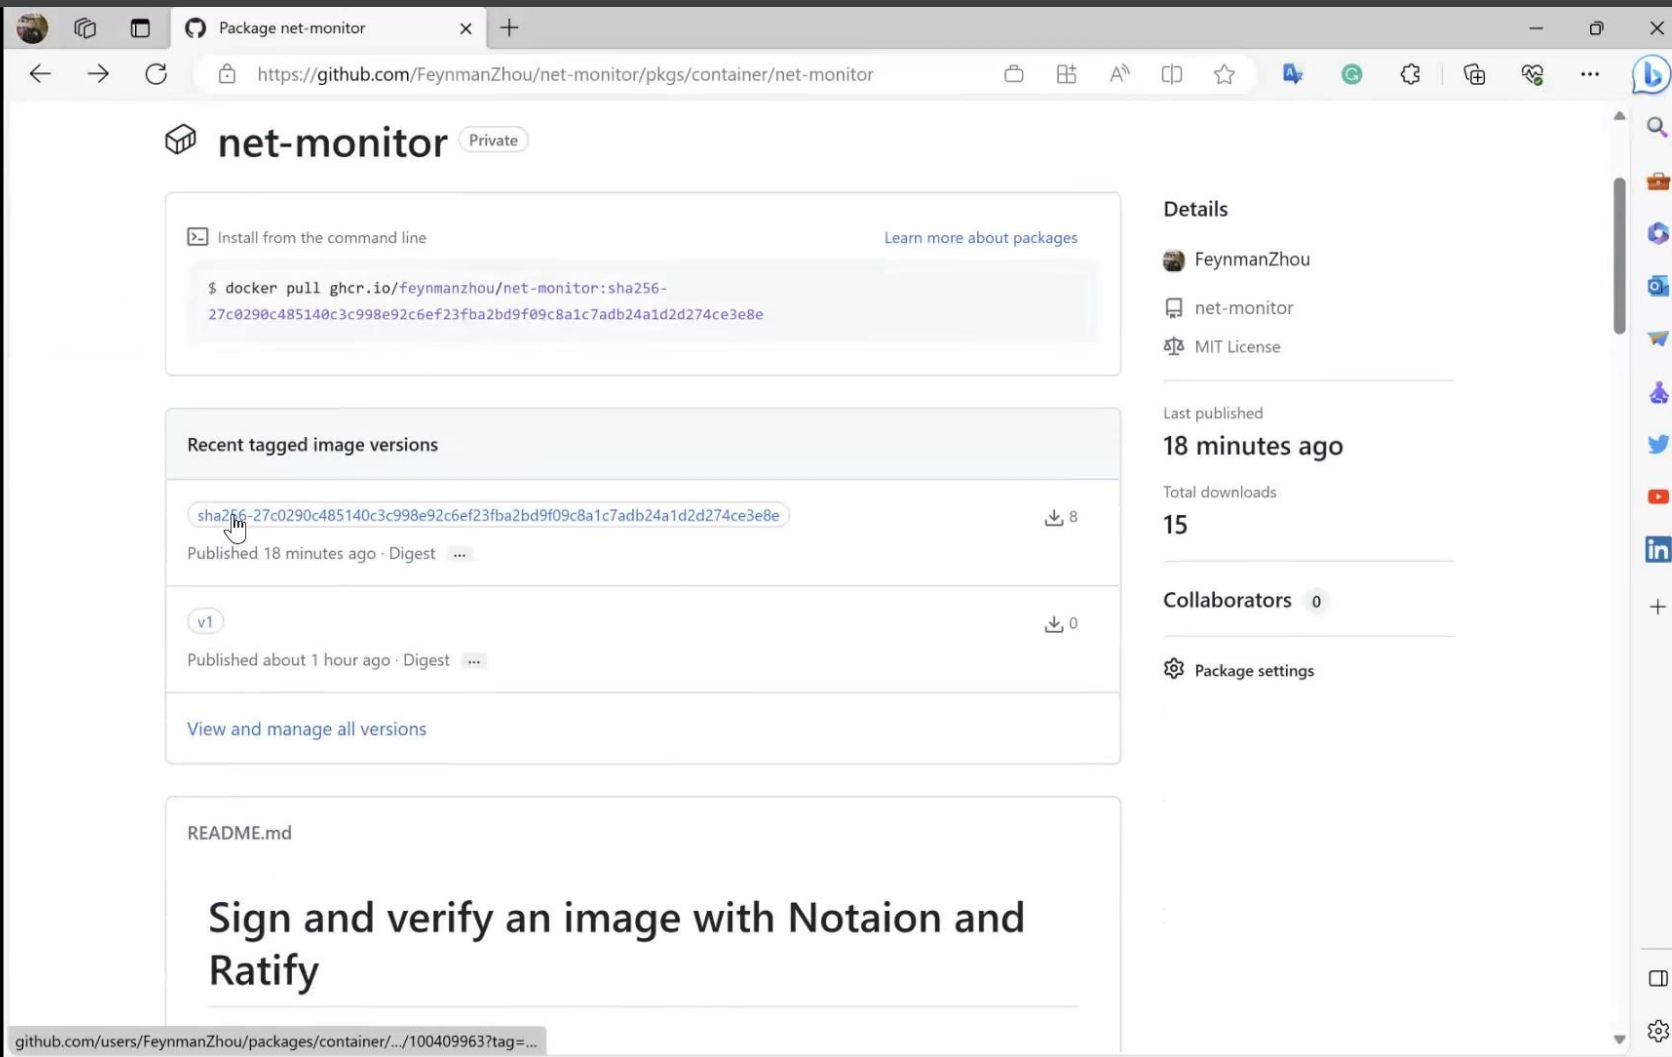 Package net-monitor
https://github.com/FeynmanZhou/net-monitor/pkgs/container/net-monitor
net-monitor Private
Install from the command line
Learn more about packages
$ docker pull ghcr.io/feynmanzhou/net-monitor:sha256-
27c0290c485140c3c998e92c6ef23fba2bd9f09c8a1c7adb24a1d2d274ce3e8e
Recent tagged image versions
sha256-27c0290c485140c3c998e92c6ef23fba2bd9f09c8a1c7adb24a1d2d274ce3e8e
8
Published 18 minutes ago · Digest ...
v1
0
Published about 1 hour ago · Digest ...
View and manage all versions
README.md
Sign and verify an image with Notaion and
Ratify
Details
FeynmanZhou
net-monitor
MIT License
Last published
18 minutes ago
Total downloads
15
Collaborators 0
Package settings
github.com/users/FeynmanZhou/packages/container/.../100409963?tag=...